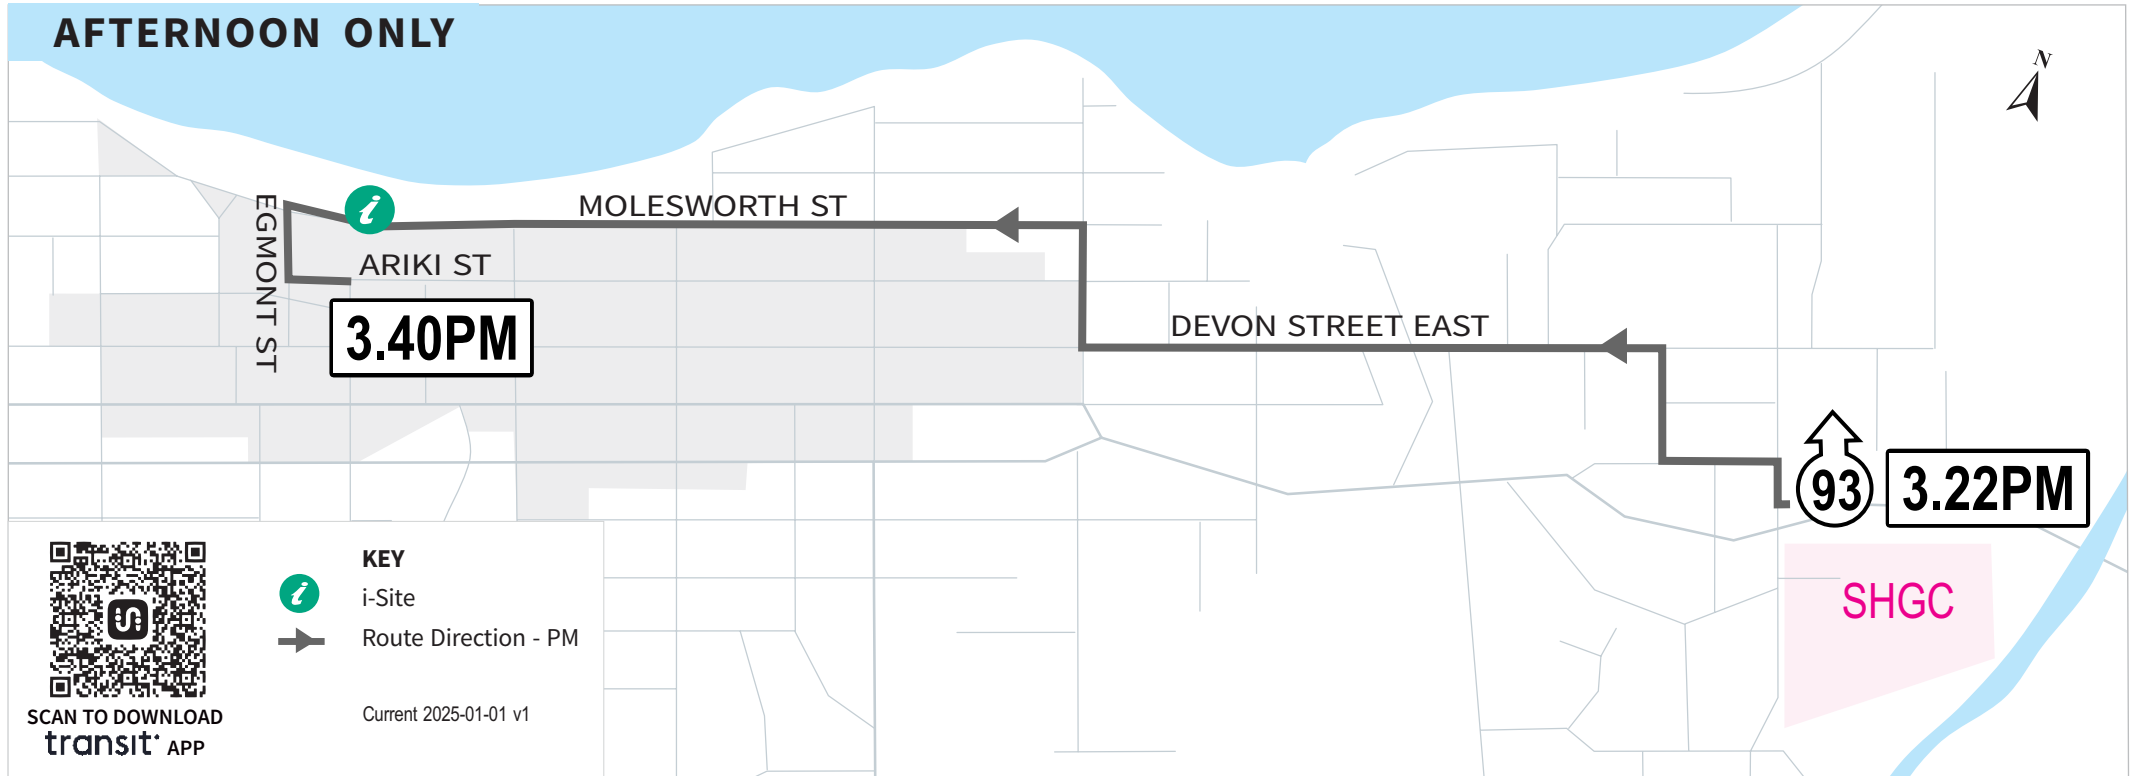 AFTERNOON ONLY
N
MOLESWORTH ST
EGMONT ST
ARIKI ST
3.40PM
DEVON STREET EAST
93
3.22PM
SHGC
KEY
i-Site
Route Direction - PM
Current 2025-01-01 v1
SCAN TO DOWNLOAD
transit APP